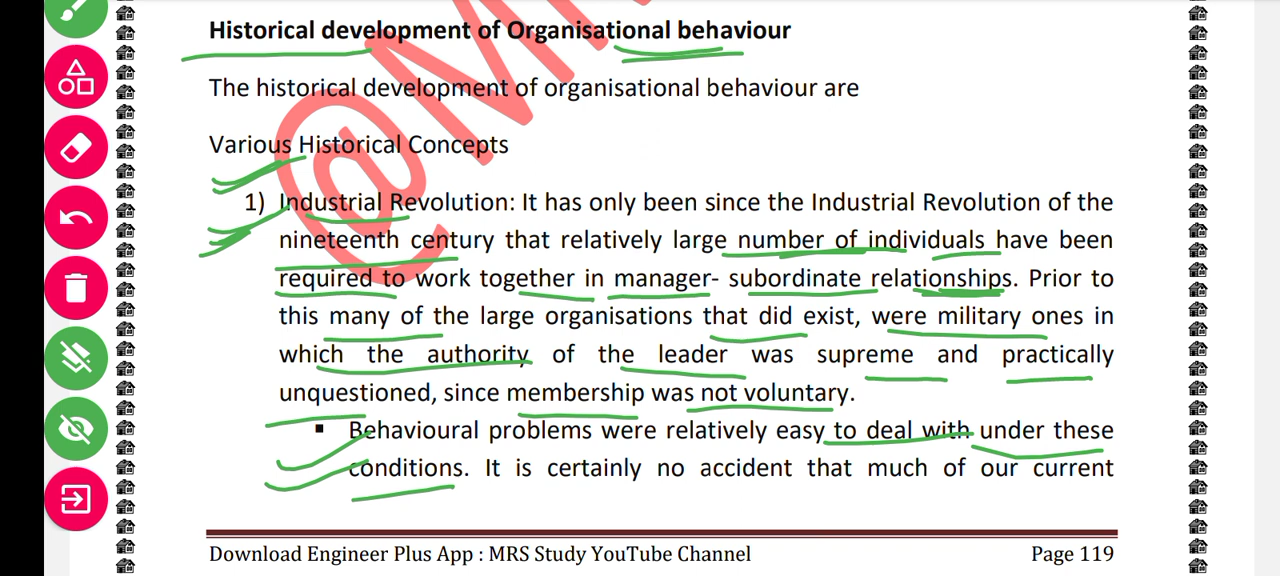 Historical development of Organisational behaviour
The historical development of organisational behaviour are
Various Historical Concepts
1) Industrial Revolution: It has only been since the Industrial Revolution of the
nineteenth century that relatively large number of individuals have been
required to work together in manager- subordinate relationships. Prior to
this many of the large organisations that did exist, were military ones in
which the authority of the leader was supreme and practically
unquestioned, since membership was not voluntary.
▪ Behavioural problems were relatively easy to deal with under these
conditions. It is certainly no accident that much of our current
Download Engineer Plus App : MRS Study YouTube Channel Page 119